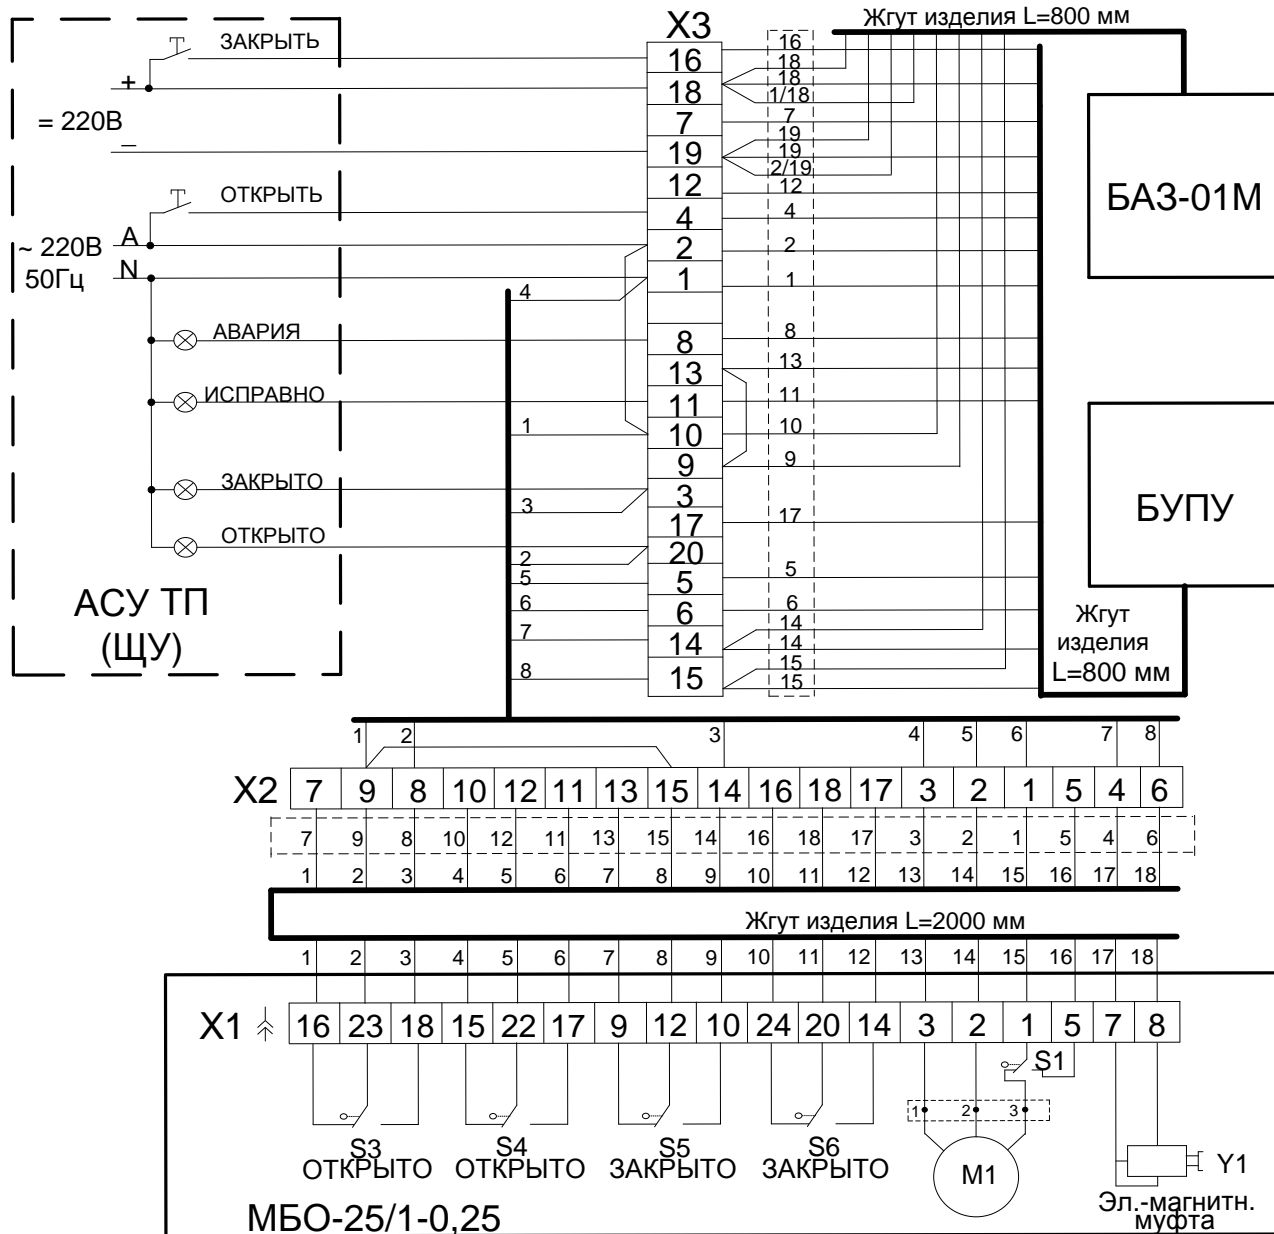 Жгут изделия L=800 мм
X3
ЗАКРЫТЬ
+
= 220В
–
ОТКРЫТЬ
~ 220В
A
50Гц
N
АВАРИЯ
ИСПРАВНО
ЗАКРЫТО
ОТКРЫТО
АСУ ТП
(ЩУ)
4
1
3
2
5
6
7
8
16
18
7
19
12
4
2
1
8
13
11
10
9
3
17
20
5
6
14
15
16
18
18
1/18
7
19
19
2/19
12
4
2
1
8
13
11
10
9
17
5
6
14
14
15
15
БАЗ-01М
БУПУ
Жгут
изделия
L=800 мм
1 2 3 4 5 6 7 8
X2 7 9 8 10 12 11 13 15 14 16 18 17 3 2 1 5 4 6
7 9 8 10 12 11 13 15 14 16 18 17 3 2 1 5 4 6
1 2 3 4 5 6 7 8 9 10 11 12 13 14 15 16 17 18
Жгут изделия L=2000 мм
1 2 3 4 5 6 7 8 9 10 11 12 13 14 15 16 17 18
X1 16 23 18 15 22 17 9 12 10 24 20 14 3 2 1 5 7 8
S1
1 2 3
S3
ОТКРЫТО
S4
ОТКРЫТО
S5
ЗАКРЫТО
S6
ЗАКРЫТО
М1
Y1
Эл.-магнитн.
муфта
МБО-25/1-0,25